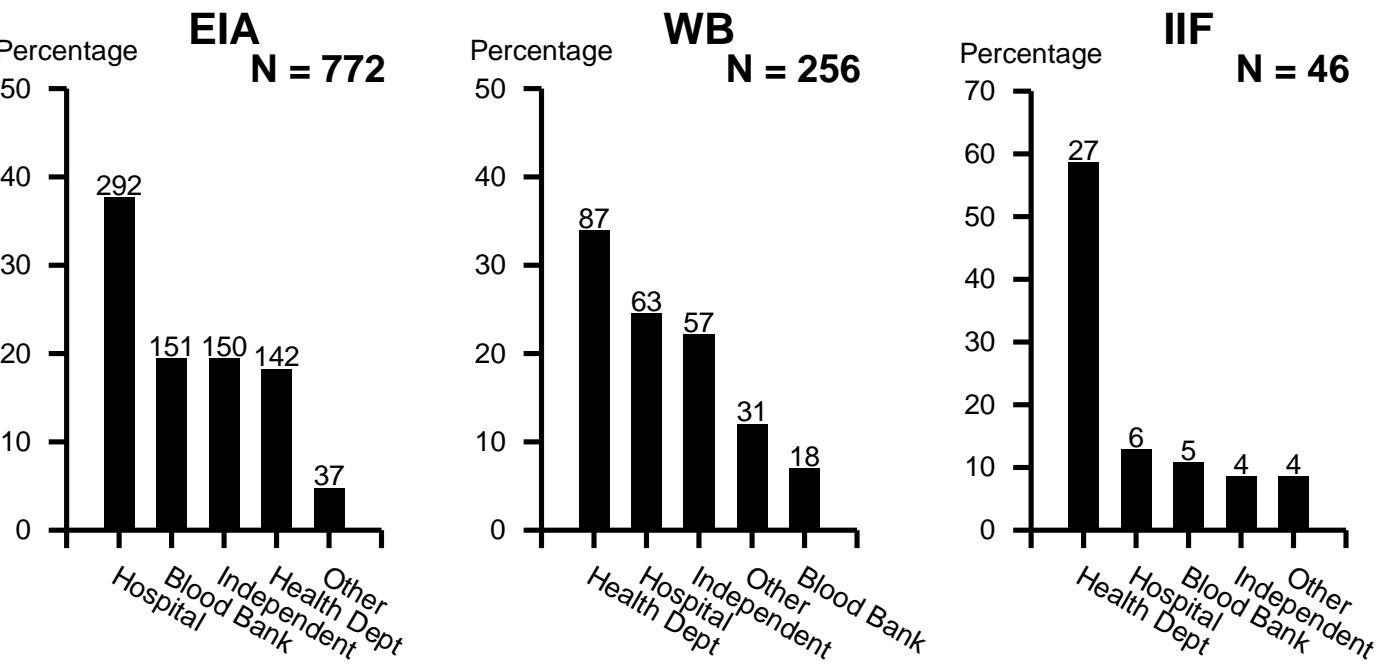 EIA
Percentage
N = 772
50
40
30
20
10
0
292
151
150
142
37
Hospital
Blood Bank
Independent
Health Dept
Other
WB
Percentage
N = 256
50
40
30
20
10
0
87
63
57
31
18
Health Dept
Hospital
Independent
Other
Blood Bank
IIF
Percentage
N = 46
70
60
50
40
30
20
10
0
27
6
5
4
4
Health Dept
Hospital
Blood Bank
Independent
Other